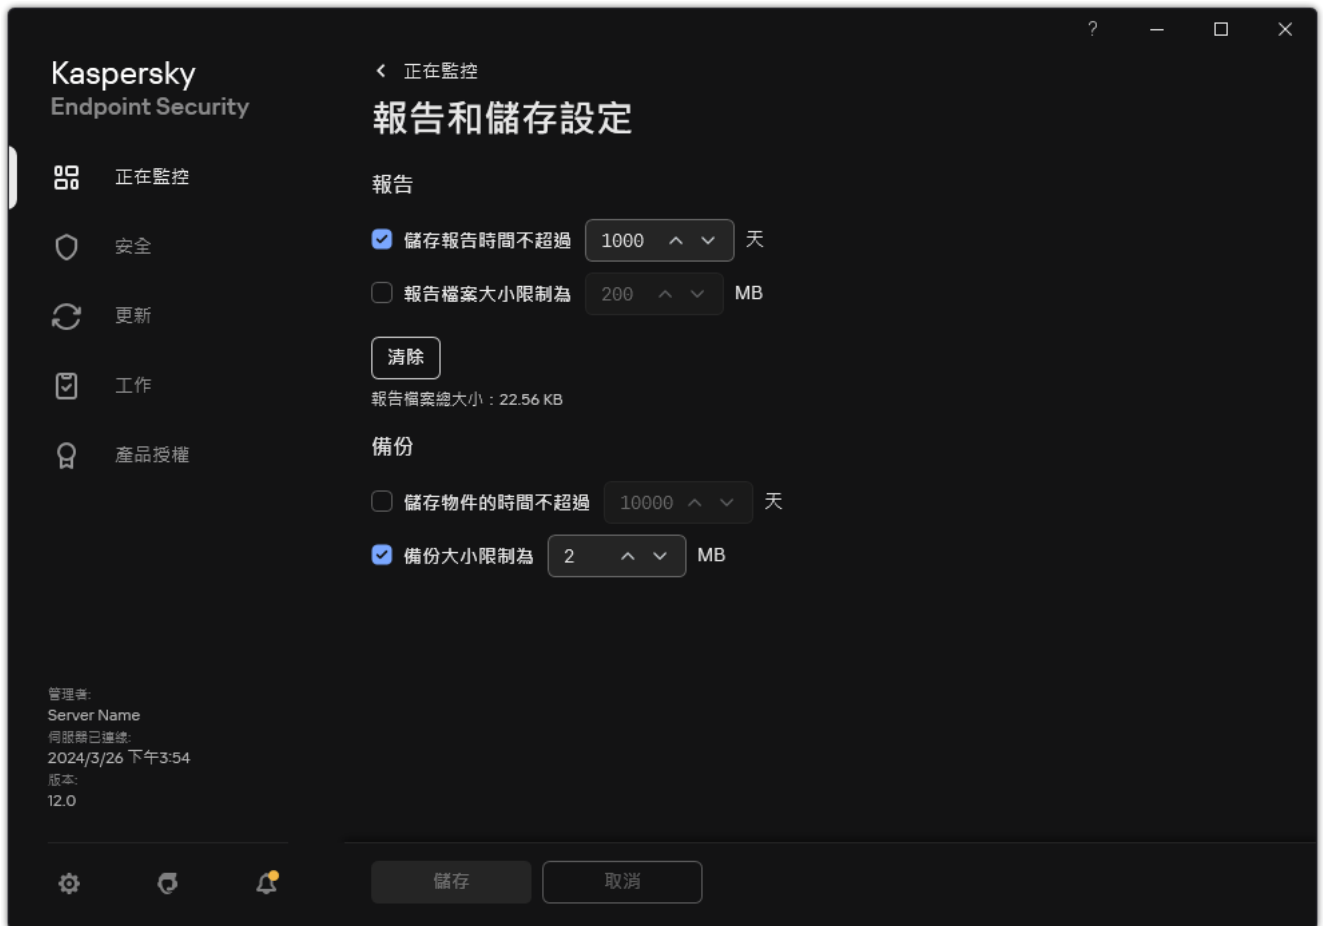 ?
Kaspersky
Endpoint Security
正在監控
安全
更新
工作
產品授權
管理者:
Server Name
伺服器已連線:
2024/3/26 下午3:54
版本:
12.0
正在監控
報告和儲存設定
報告
儲存報告時間不超過 1000 天
報告檔案大小限制為 200 MB
清除
報告檔案總大小：22.56 KB
備份
儲存物件的時間不超過 10000 天
備份大小限制為 2 MB
儲存 取消